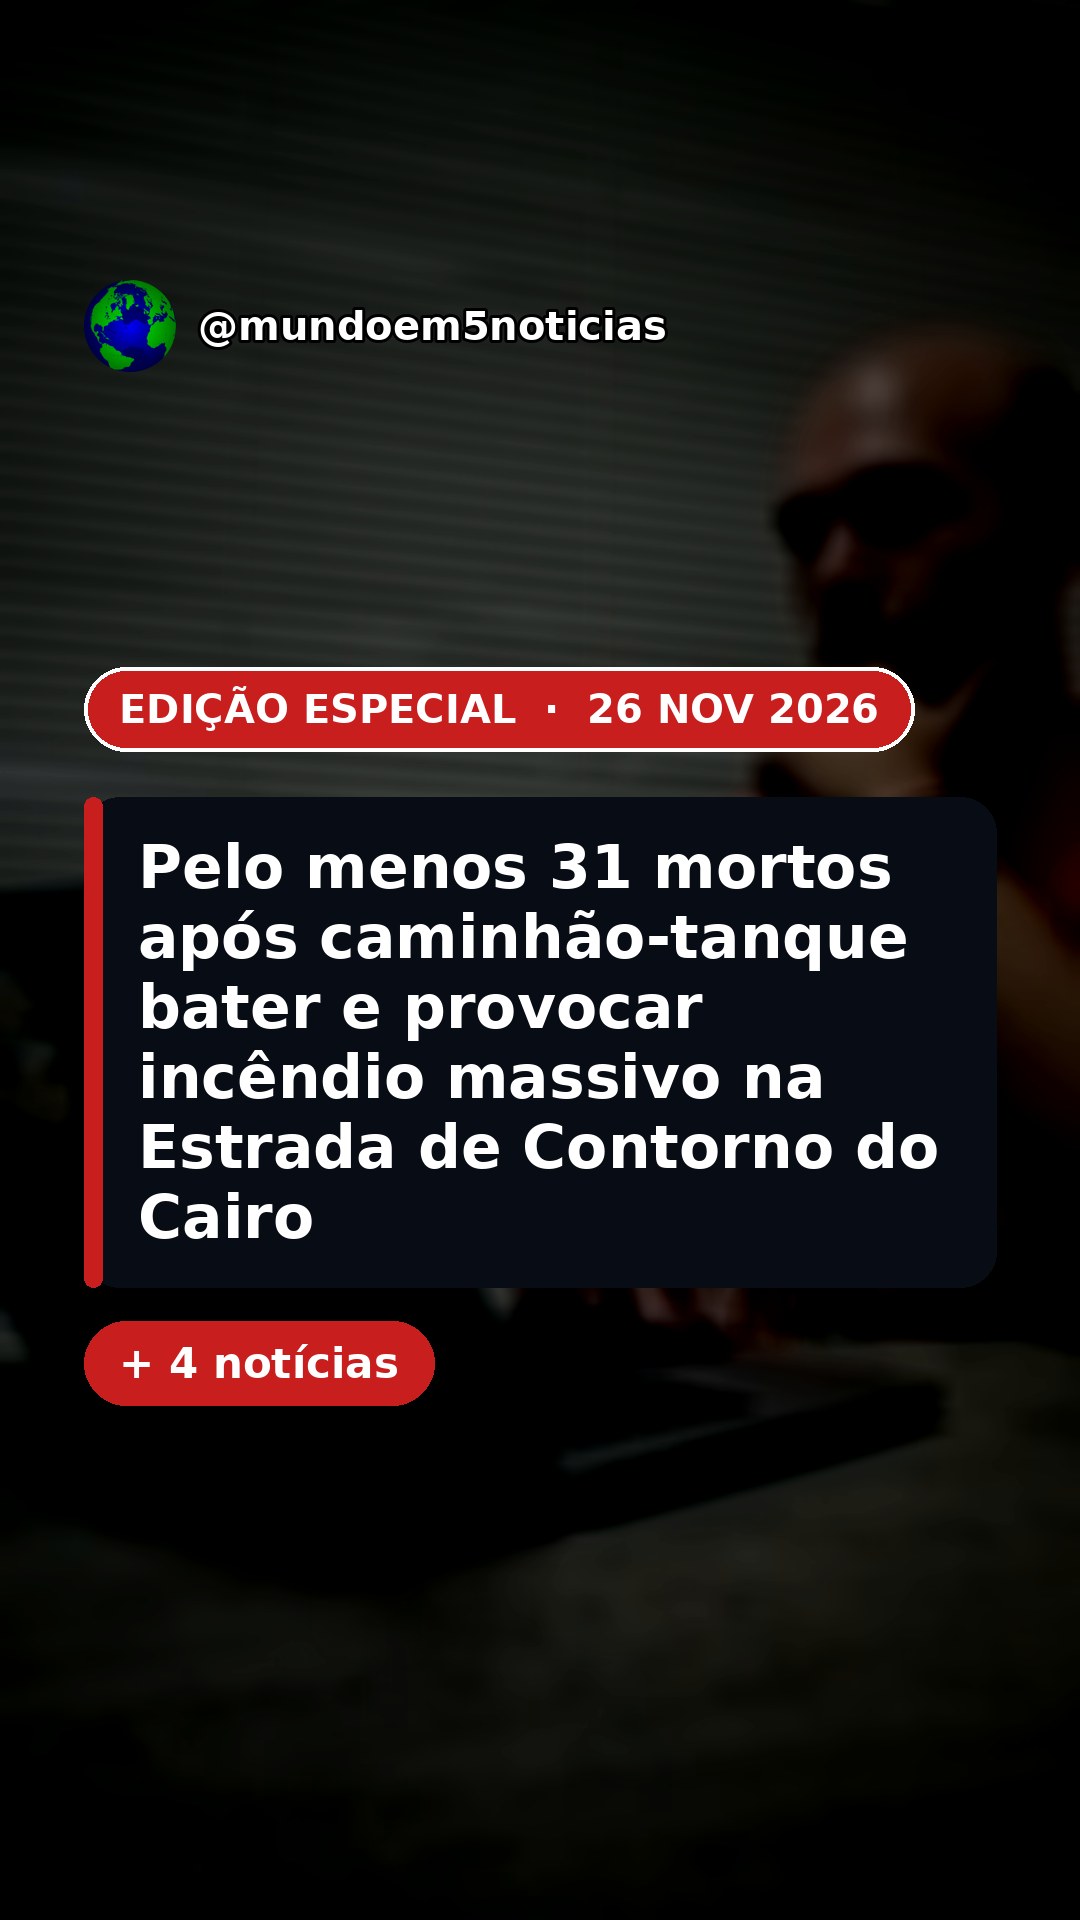 @mundoem5noticias
EDIÇÃO ESPECIAL · 26 NOV 2026
Pelo menos 31 mortos
após caminhão-tanque
bater e provocar
incêndio massivo na
Estrada de Contorno do
Cairo
+ 4 notícias